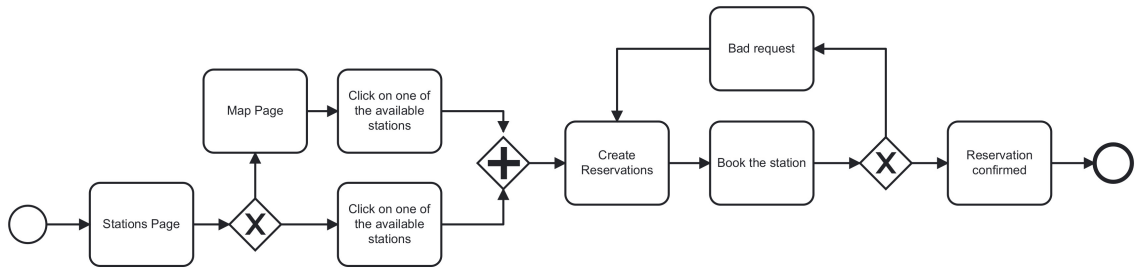 Stations Page
Map Page
Click on one of
the available
stations
Click on one of
the available
stations
Create
Reservations
Book the station
Bad request
Reservation
confirmed